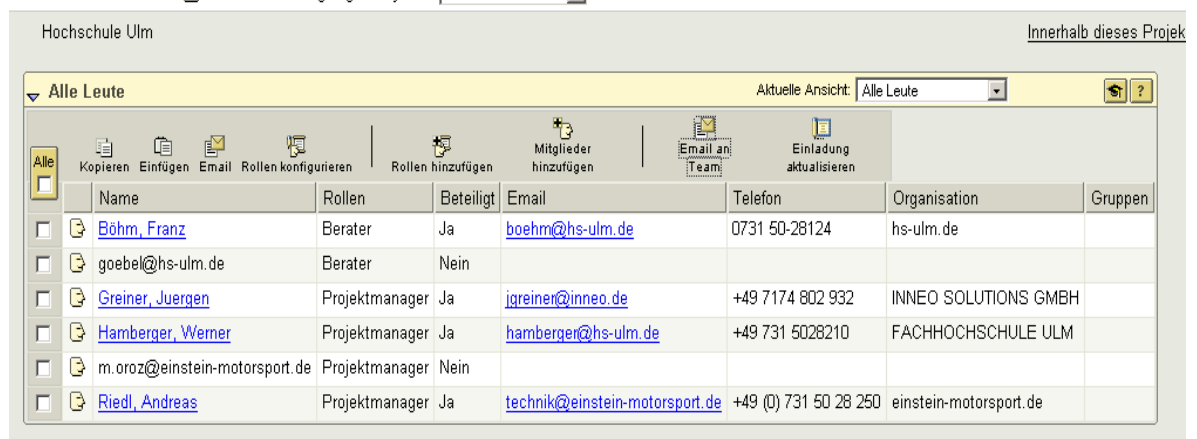 Hochschule Ulm
Innerhalb dieses Projek
Alle Leute
Aktuelle Ansicht: Alle Leute
?
Alle
Kopieren Einfügen Email Rollen konfigurieren Rollen hinzufügen Mitglieder hinzufügen Email an Team Einladung aktualisieren
Name Rollen Beteiligt Email Telefon Organisation Gruppen
Böhm, Franz Berater Ja boehm@hs-ulm.de 0731 50-28124 hs-ulm.de
goebel@hs-ulm.de Berater Nein
Greiner, Juergen Projektmanager Ja jgreiner@inneo.de +49 7174 802 932 INNEO SOLUTIONS GMBH
Hamberger, Werner Projektmanager Ja hamberger@hs-ulm.de +49 731 5028210 FACHHOCHSCHULE ULM
m.oroz@einstein-motorsport.de Projektmanager Nein
Riedl, Andreas Projektmanager Ja technik@einstein-motorsport.de +49 (0) 731 50 28 250 einstein-motorsport.de